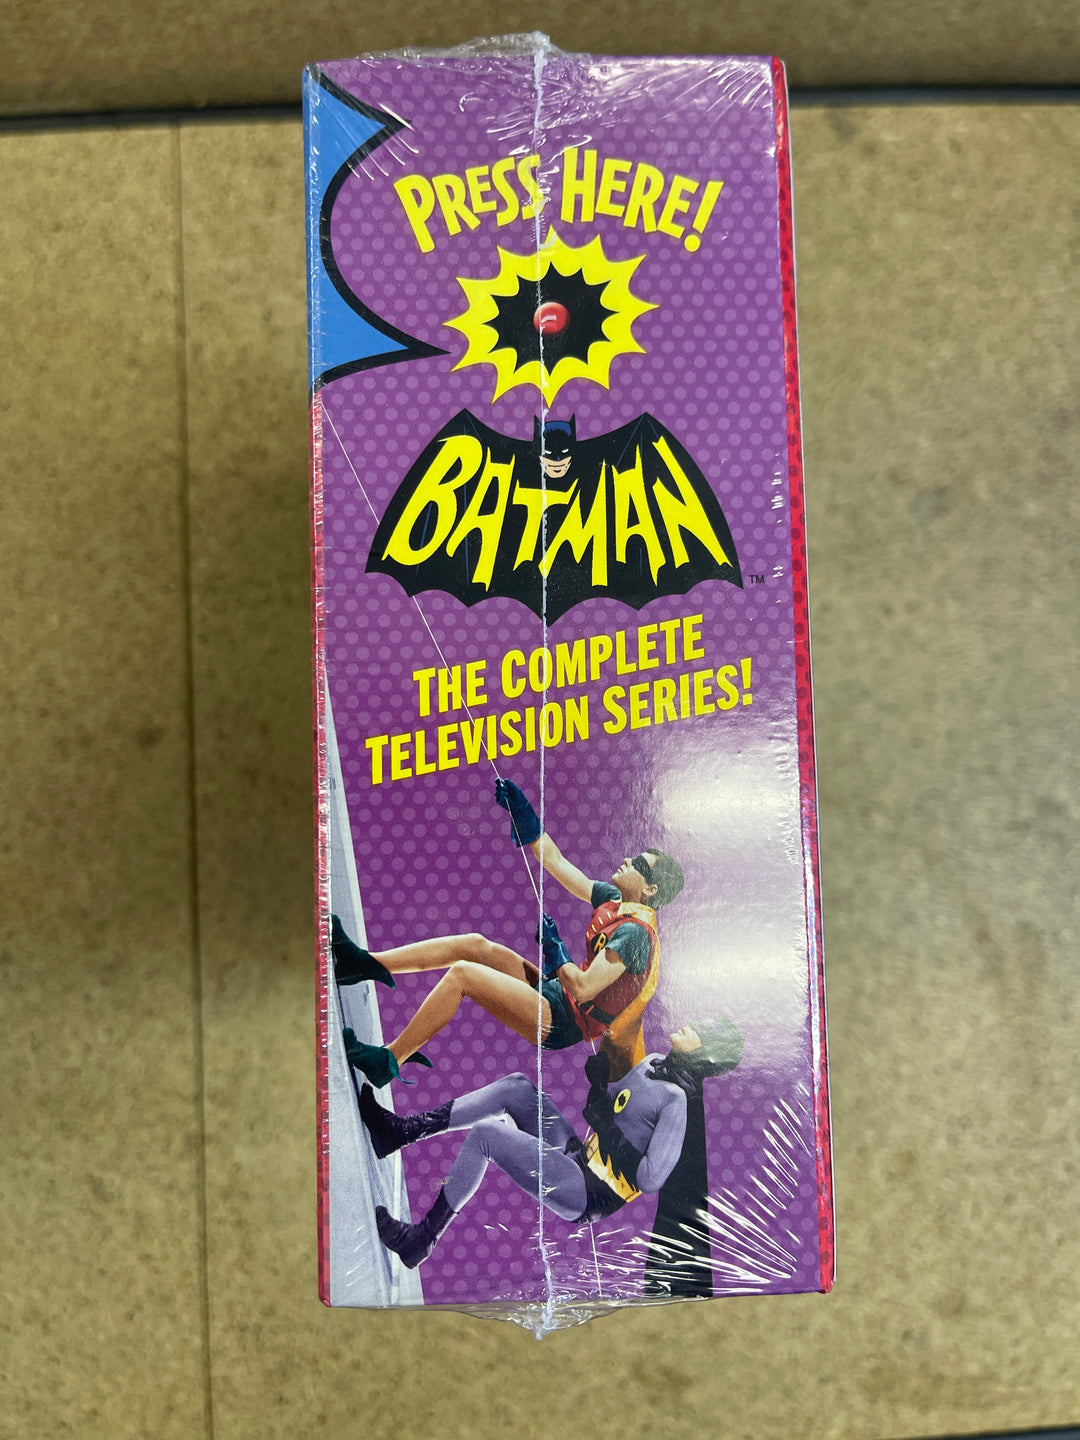 PRESS HERE!
BATMAN
TM
THE COMPLETE
TELEVISION SERIES!
R